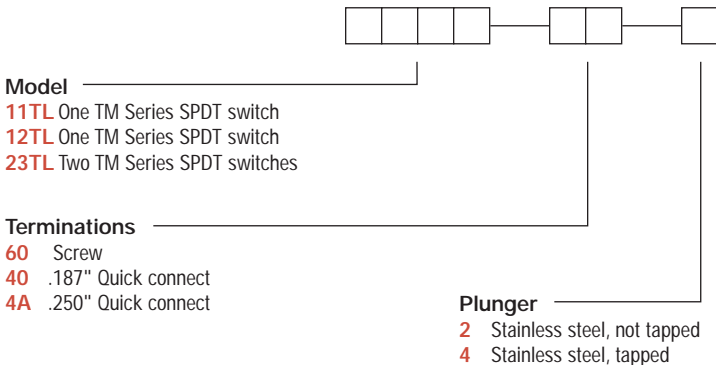 Model
11TL One TM Series SPDT switch
12TL One TM Series SPDT switch
23TL Two TM Series SPDT switches
Terminations
60 Screw
40 .187" Quick connect
4A .250" Quick connect
Plunger
2 Stainless steel, not tapped
4 Stainless steel, tapped